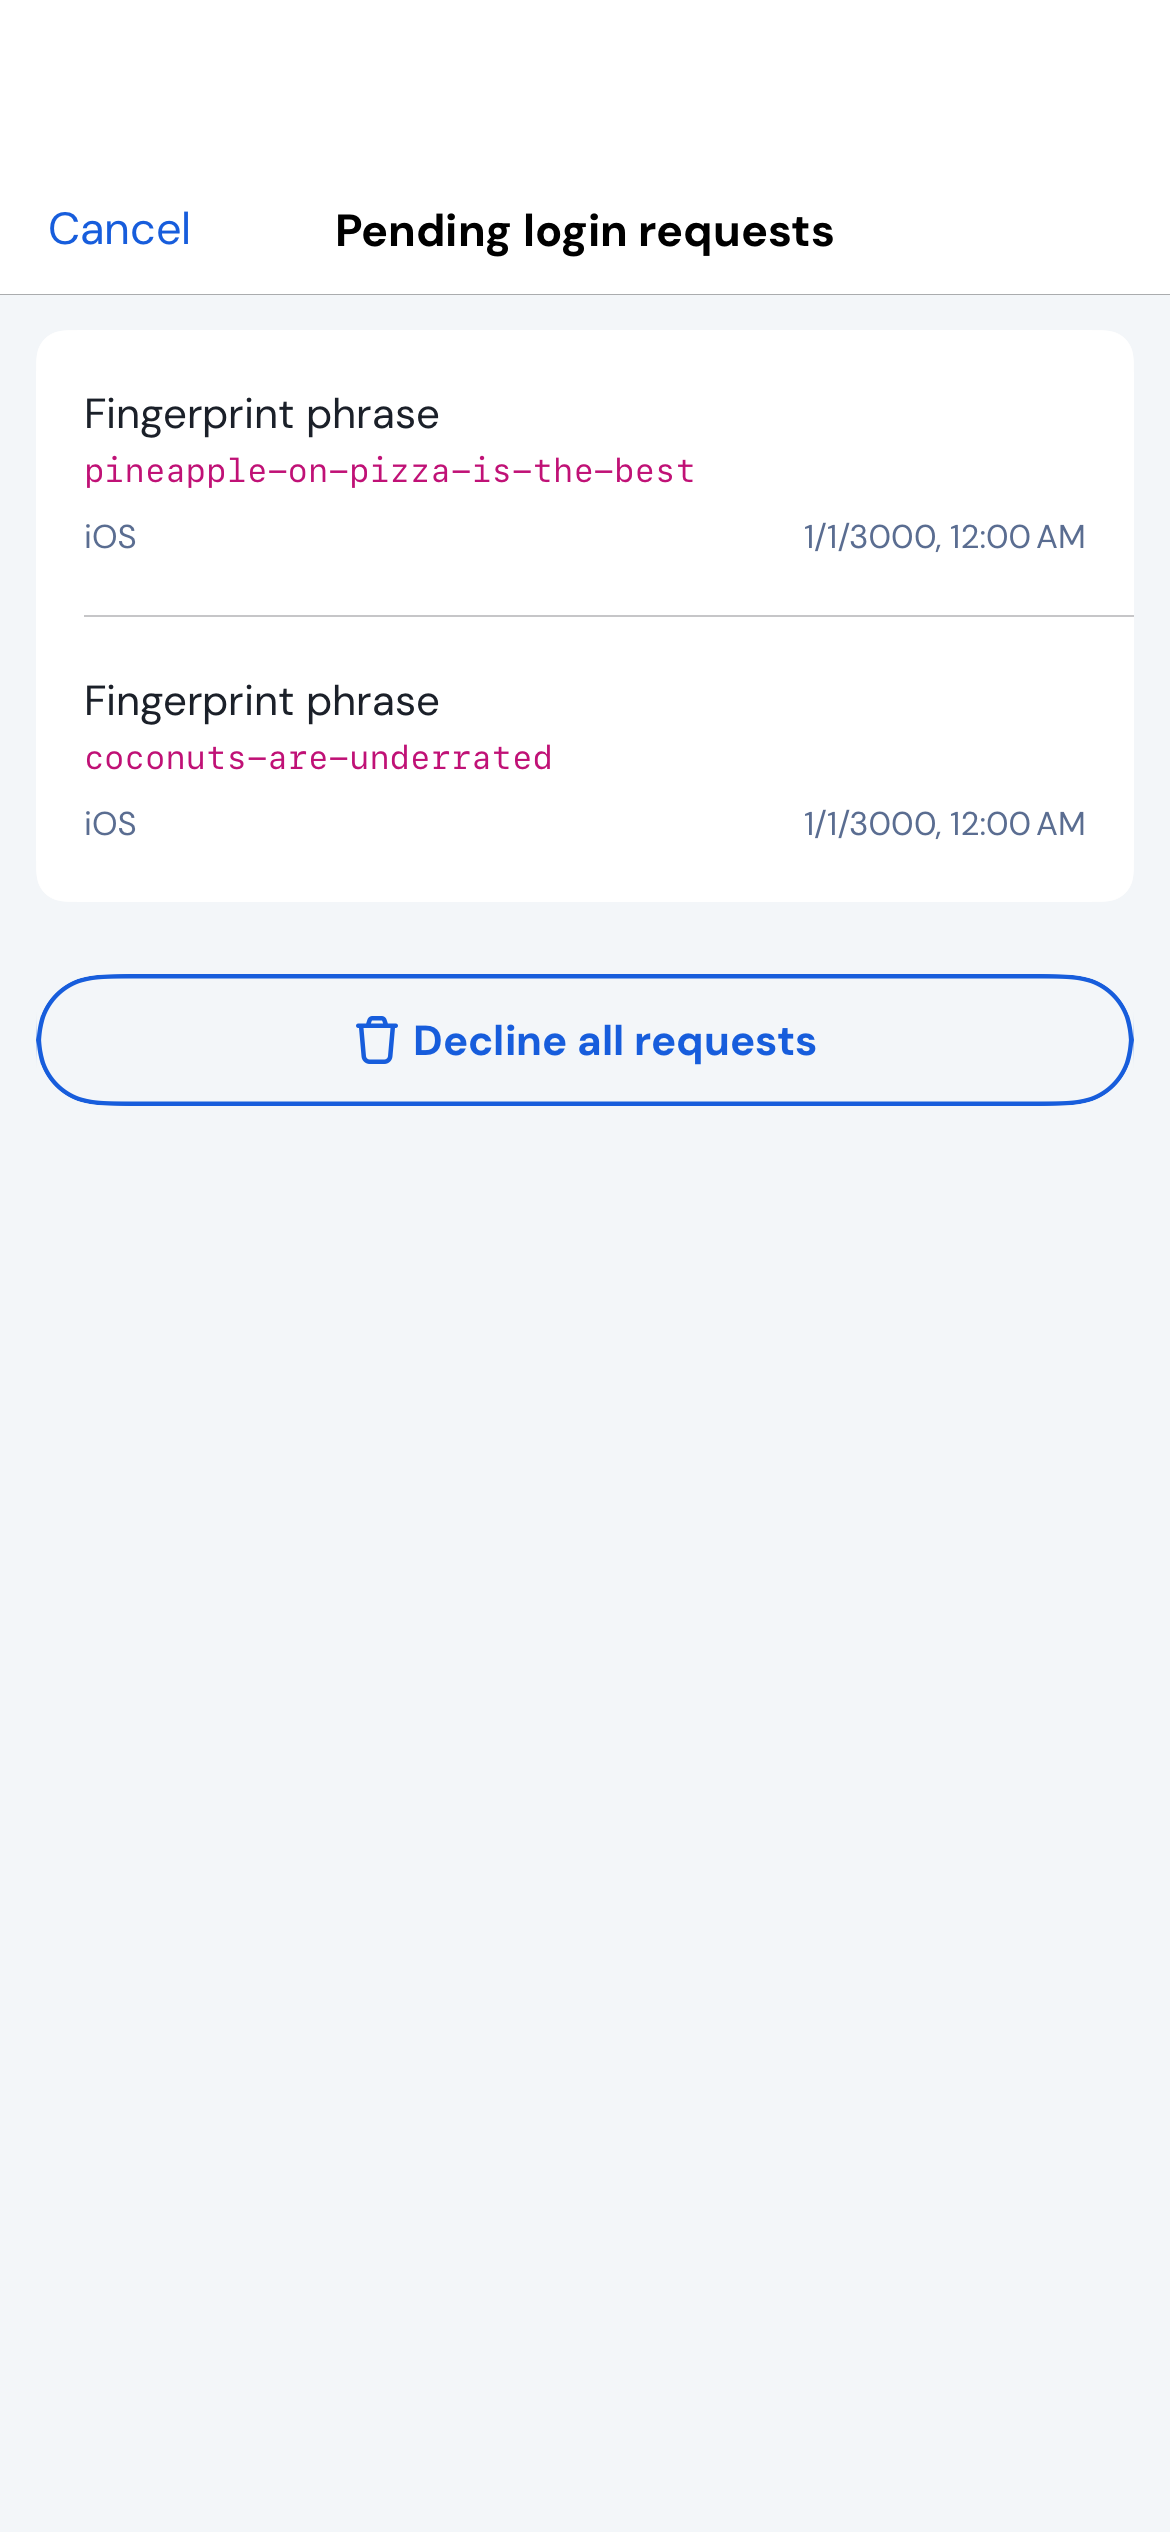 Cancel
Pending login requests
Fingerprint phrase
pineapple-on-pizza-is-the-best
iOS
1/1/3000, 12:00 AM
Fingerprint phrase
coconuts-are-underrated
iOS
1/1/3000, 12:00 AM
Decline all requests